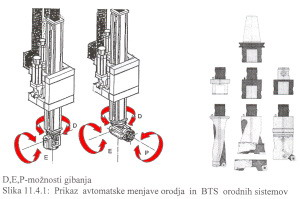 D
E
D
E
P
D,E,P-možnosti gibanja
Slika 11.4.1: Prikaz avtomatske menjave orodja in BTS orodnih sistemov